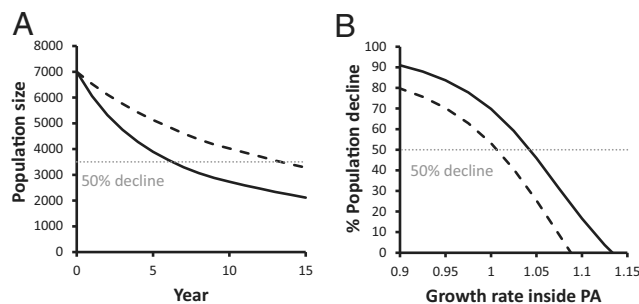 A
Population size
8000
7000
6000
5000
4000
3000
2000
1000
0
50% decline
0 5 10 15
Year
B
% Population decline
100
90
80
70
60
50
40
30
20
10
0
50% decline
0.9 0.95 1 1.05 1.1 1.15
Growth rate inside PA